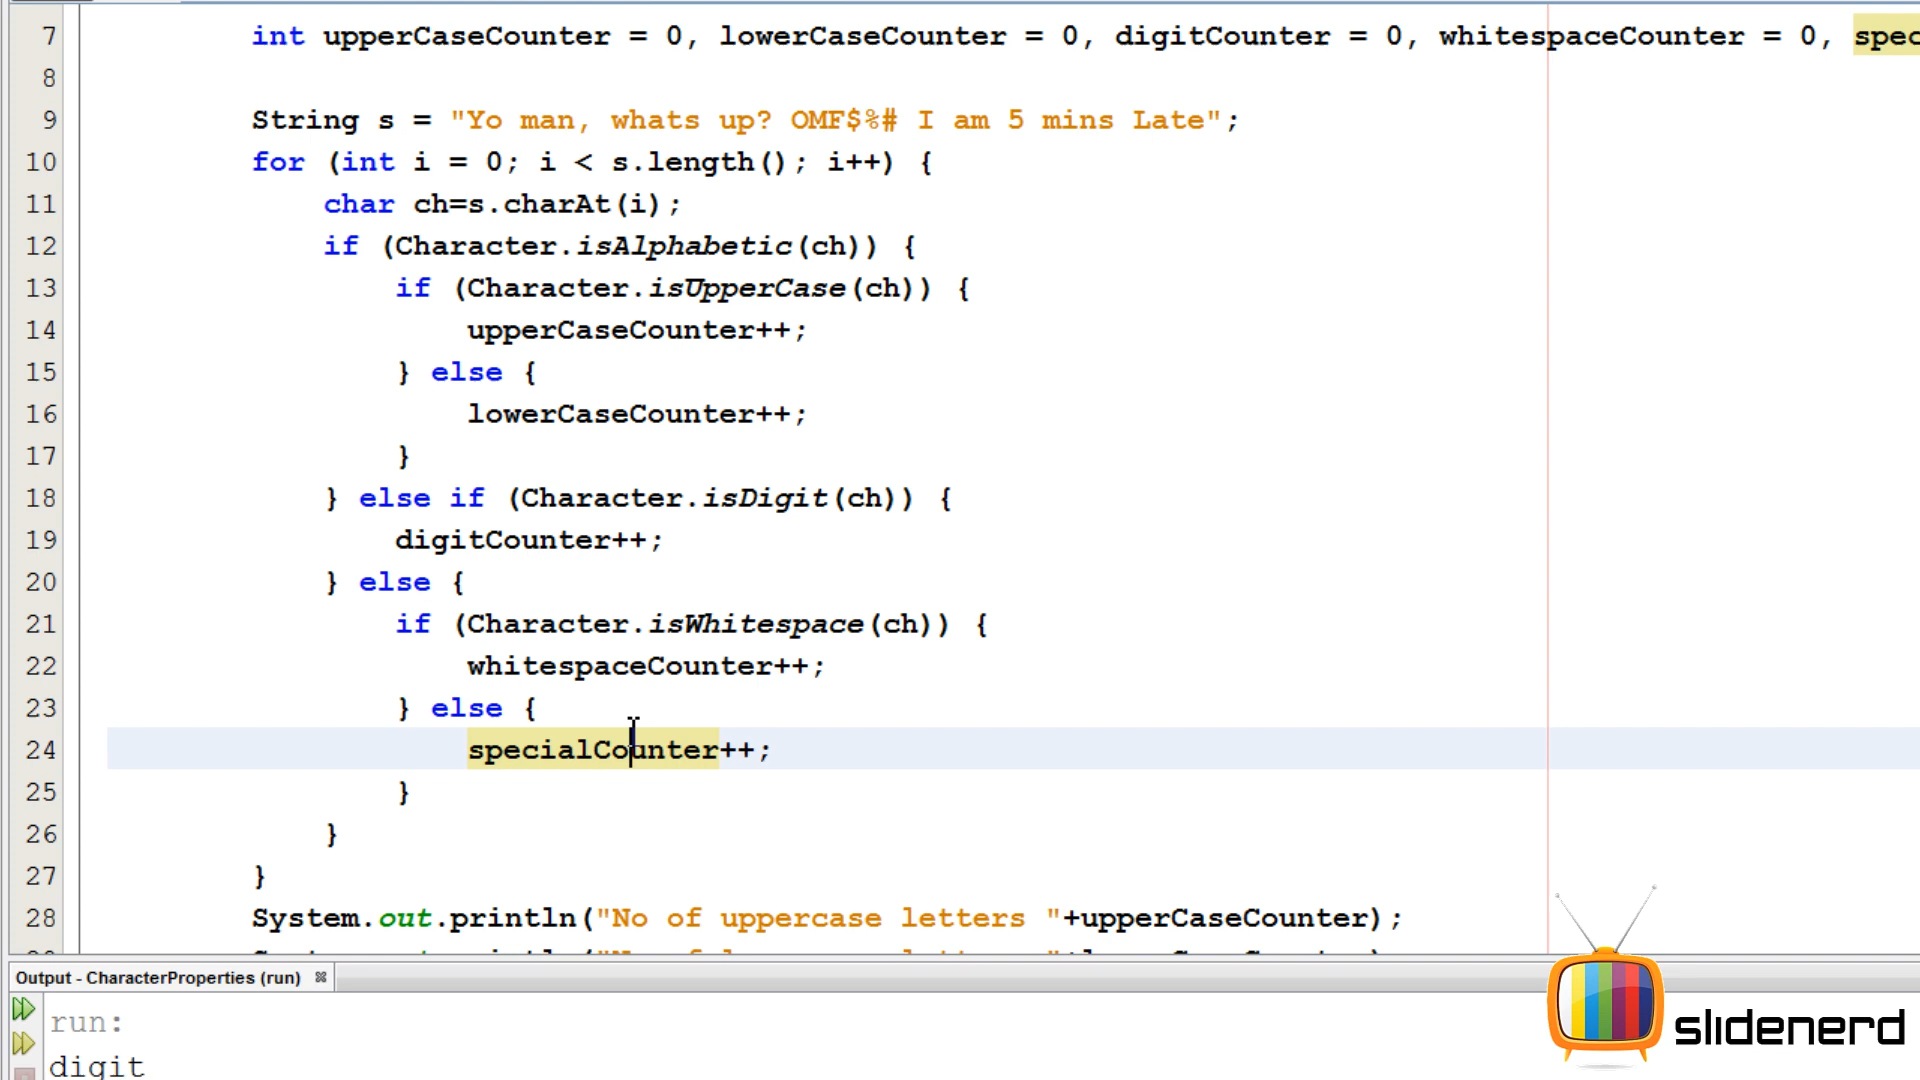 7 int upperCaseCounter = 0, lowerCaseCounter = 0, digitCounter = 0, whitespaceCounter = 0, spec
8
9 String s = "Yo man, whats up? OMF$%# I am 5 mins Late";
10 for (int i = 0; i < s.length(); i++) {
11 char ch=s.charAt(i);
12 if (Character.isAlphabetic(ch)) {
13 if (Character.isUpperCase(ch)) {
14 upperCaseCounter++;
15 } else {
16 lowerCaseCounter++;
17 }
18 } else if (Character.isDigit(ch)) {
19 digitCounter++;
20 } else {
21 if (Character.isWhitespace(ch)) {
22 whitespaceCounter++;
23 } else {
24 specialCounter++;
25 }
26 }
27 }
28 System.out.println("No of uppercase letters "+upperCaseCounter);
Output - CharacterProperties (run)
run:
digit
slidenerd